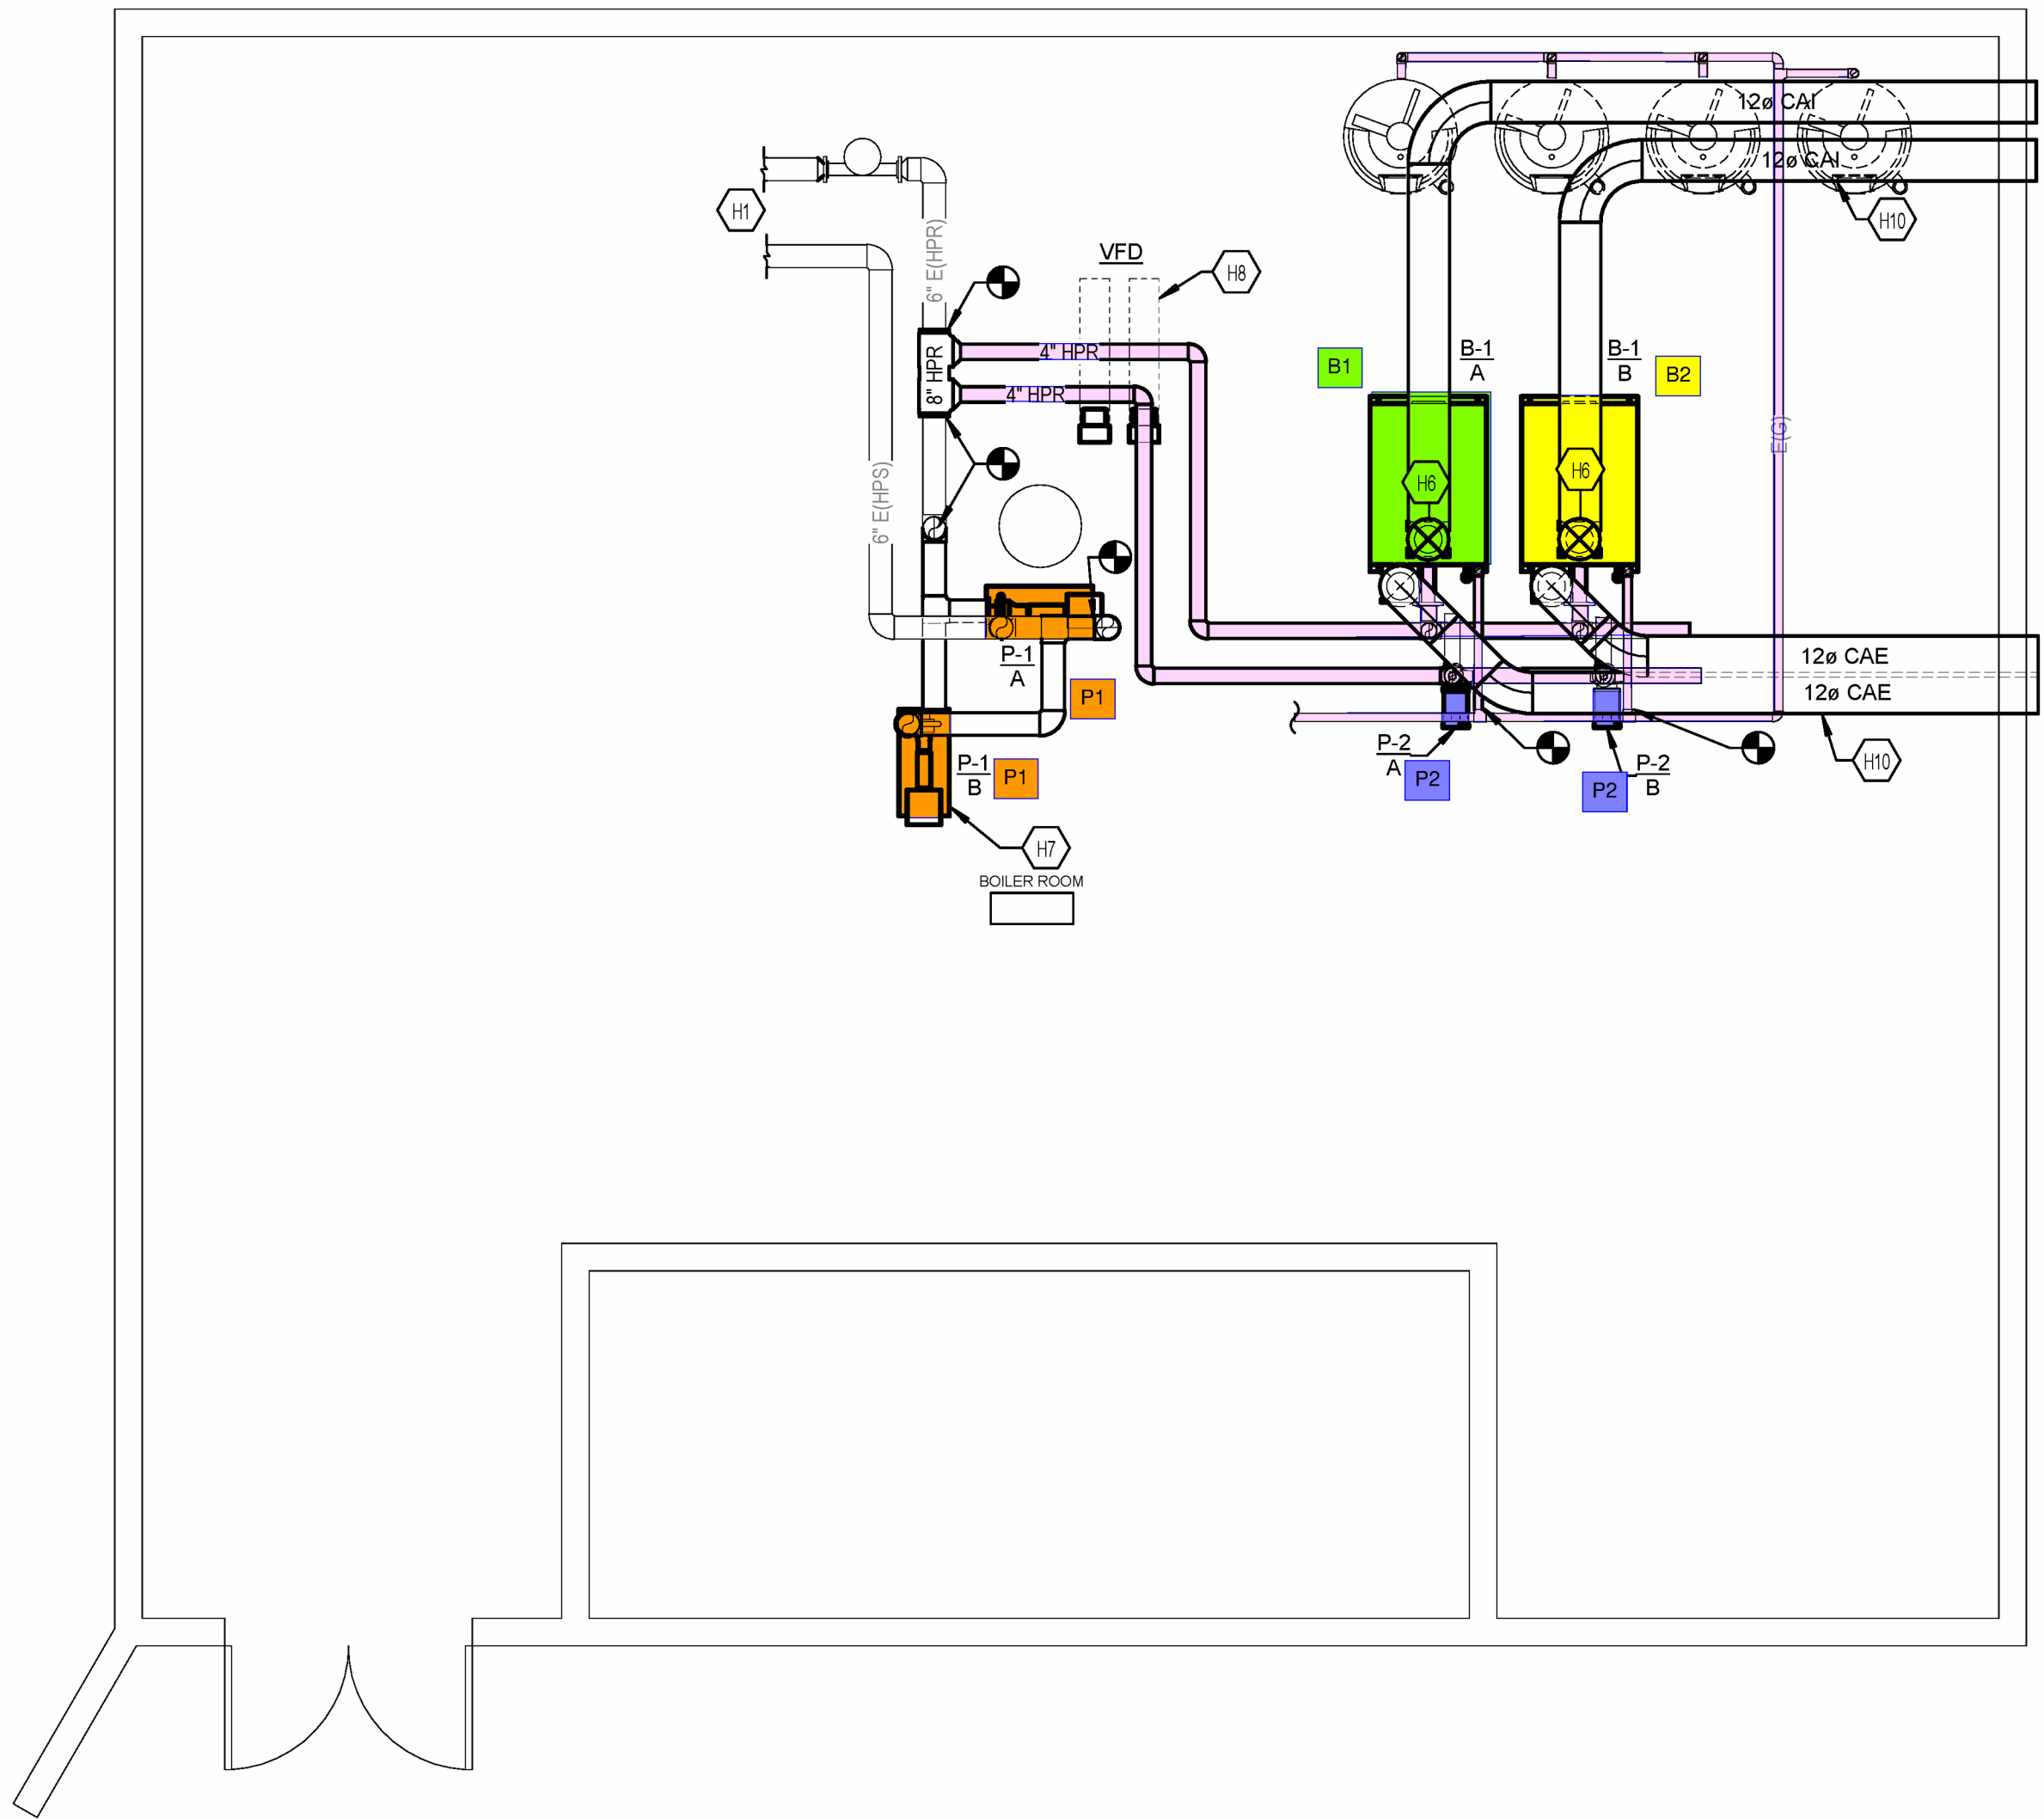 12ø CAI
12ø CAI
H1
H10
6" E(HPR)
VFD
H8
8" HPR
4" HPR
4" HPR
B1
B-1
A
B-1
B
B2
E(G)
H6
H6
6" E(HPS)
P-1
A
P1
12ø CAE
12ø CAE
P-2
A
P2
P2
P-2
B
H10
P-1
B
P1
H7
BOILER ROOM